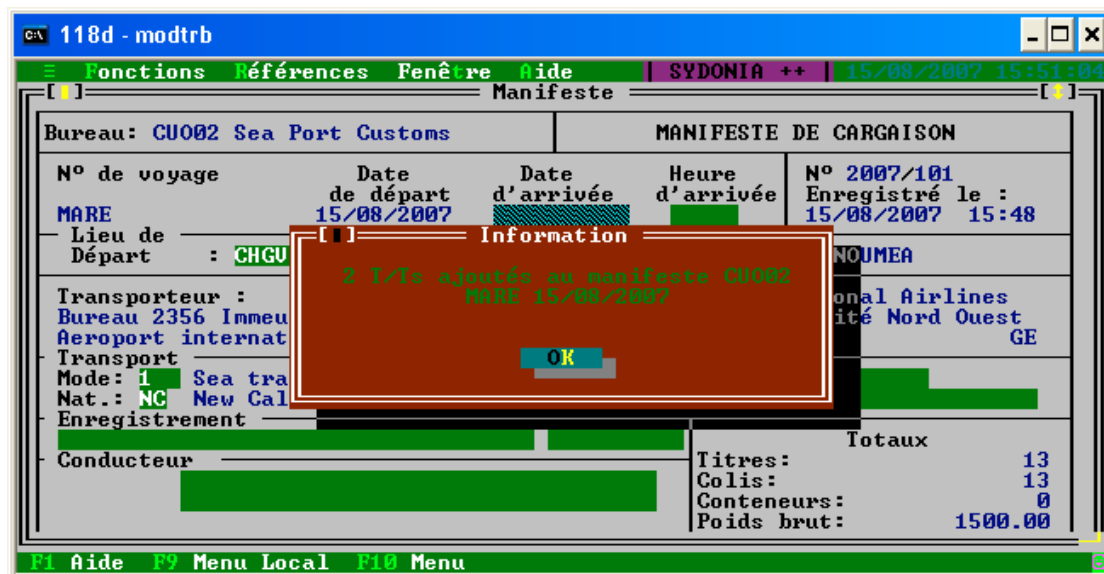 118d - modtrb
≡ Fonctions Références Fenêtre Aide SYDONIA ++ 15/08/2007 15:51:04
Manifeste
Bureau: CUO02 Sea Port Customs MANIFESTE DE CARGAISON
Nº de voyage Date Date Heure Nº 2007/101
de départ d'arrivée d'arrivée Enregistré le :
MARE 15/08/2007 15/08/2007 15:48
Lieu de Information
Départ : CHGU NOUMEA
2 T/Ts ajoutés au manifeste CUO02
MARE 15/08/2007
Transporteur : onal Airlines
Bureau 2356 Immeu ité Nord Ouest
Aeroport internat GE
Transport OK
Mode: 1 Sea tra
Nat.: NC New Cal
Enregistrement
Totaux
Conducteur Titres: 13
Colis: 13
Conteneurs: 0
Poids brut: 1500.00
F1 Aide F9 Menu Local F10 Menu